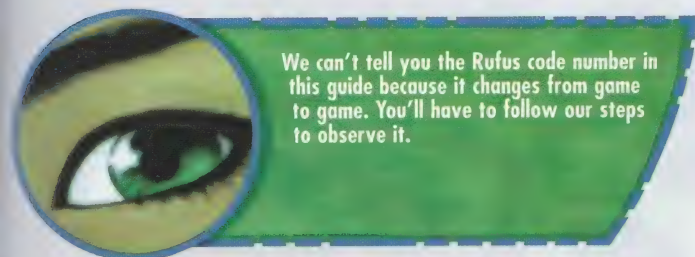 We can't tell you the Rufus code number in
this guide because it changes from game
to game. You'll have to follow our steps
to observe it.